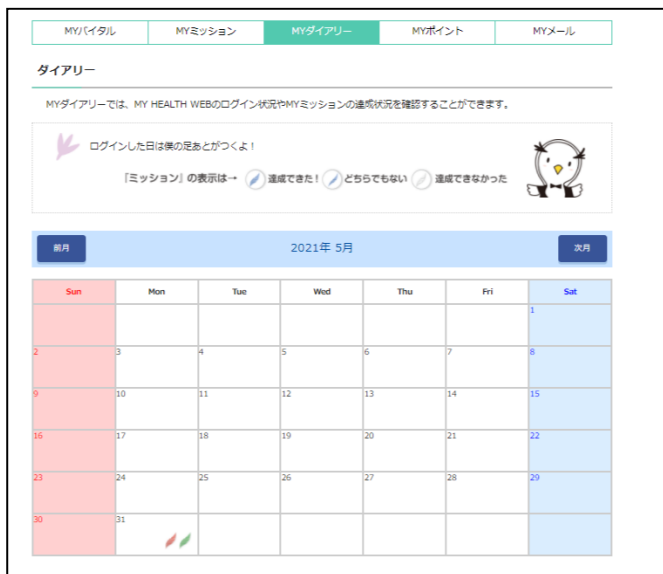 MYバイタル MYミッション MYダイアリー MYポイント MYメール
ダイアリー
MYダイアリーでは、MY HEALTH WEBのログイン状況やMYミッションの達成状況を確認することができます。
ログインした日は僕の足あとがつくよ！
『ミッション』の表示は→ 達成できた！ どちらでもない 達成できなかった
前月 2021年 5月 次月
Sun Mon Tue Wed Thu Fri Sat
1
2 3 4 5 6 7 8
9 10 11 12 13 14 15
16 17 18 19 20 21 22
23 24 25 26 27 28 29
30 31